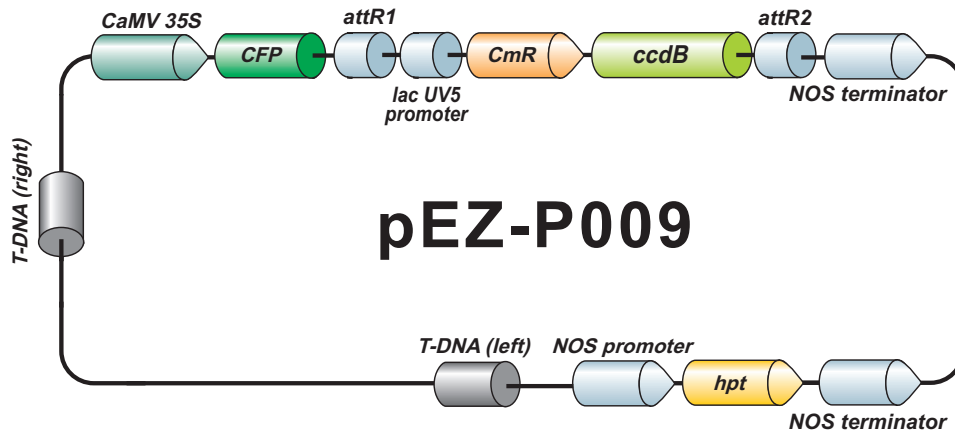 CaMV 35S
CFP
attR1
lac UV5
promoter
CmR
ccdB
attR2
NOS terminator
T-DNA (right)
pEZ-P009
T-DNA (left)
NOS promoter
hpt
NOS terminator